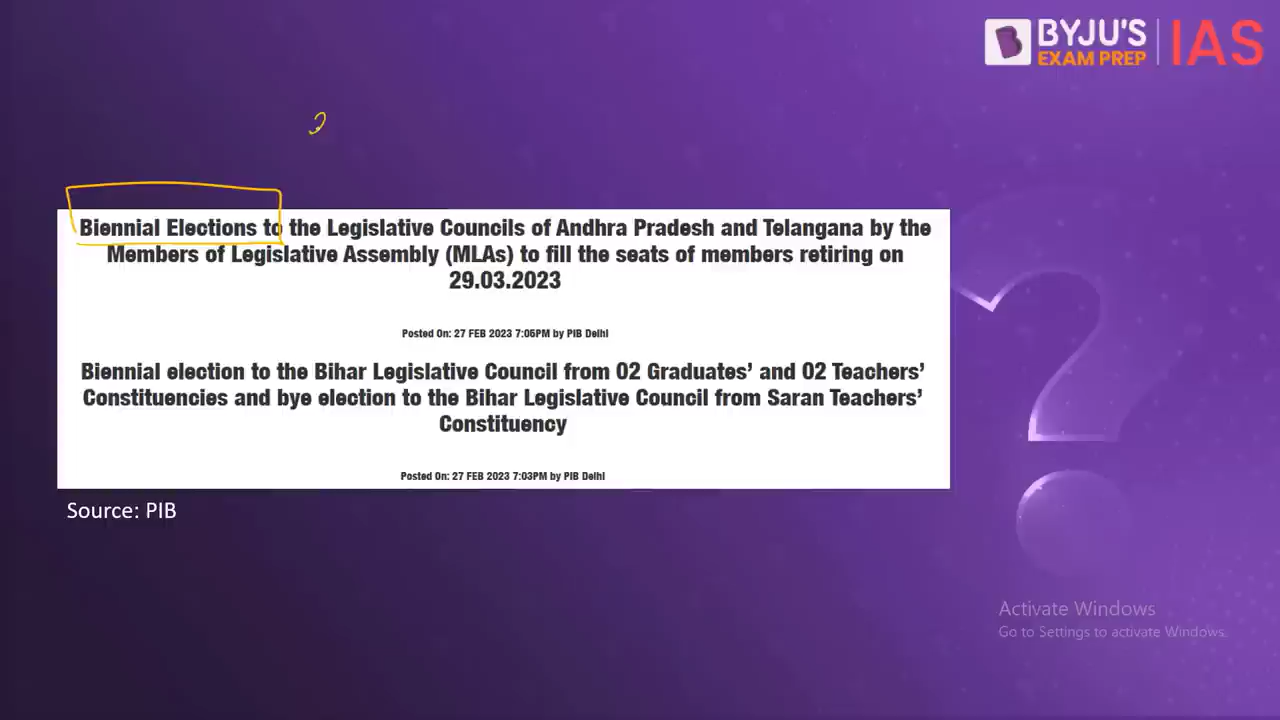 BYJU'S
EXAM PREP
IAS
2
Biennial Elections to the Legislative Councils of Andhra Pradesh and Telangana by the
Members of Legislative Assembly (MLAs) to fill the seats of members retiring on
29.03.2023
Posted On: 27 FEB 2023 7:06PM by PIB Delhi
Biennial election to the Bihar Legislative Council from 02 Graduates’ and 02 Teachers’
Constituencies and bye election to the Bihar Legislative Council from Saran Teachers’
Constituency
Posted On: 27 FEB 2023 7:03PM by PIB Delhi
Source: PIB
Activate Windows
Go to Settings to activate Windows.